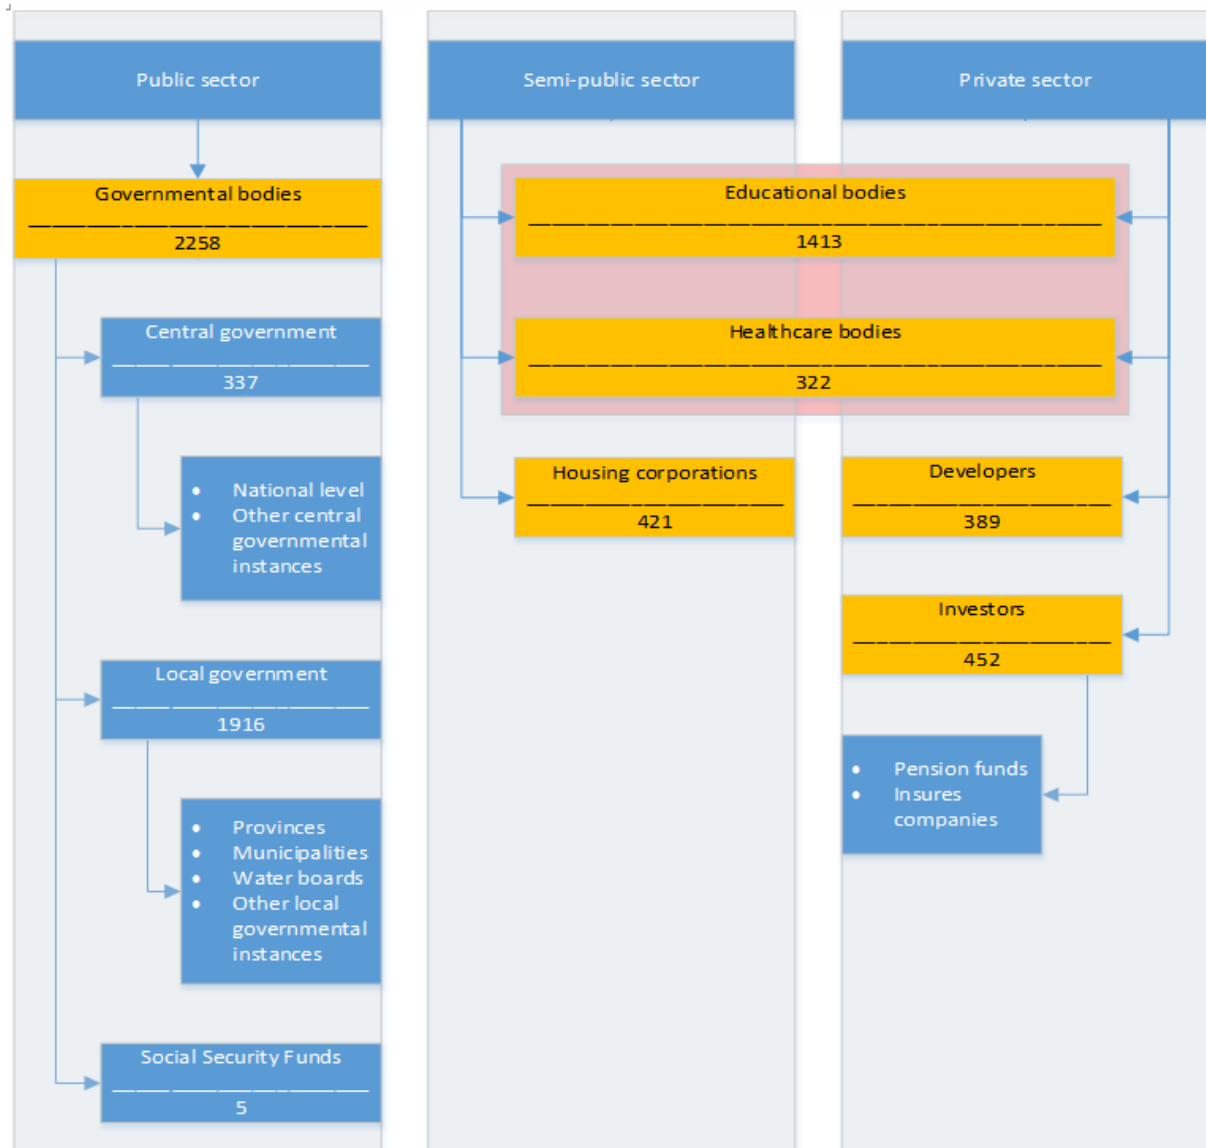 Public sector
Semi-public sector
Private sector
Governmental bodies
2258
Educational bodies
1413
Central government
337
Healthcare bodies
322
• National level
• Other central
governmental
instances
Housing corporations
421
Developers
389
Investors
452
Local government
1916
• Pension funds
• Insures
companies
• Provinces
• Municipalities
• Water boards
• Other local
governmental
instances
Social Security Funds
5